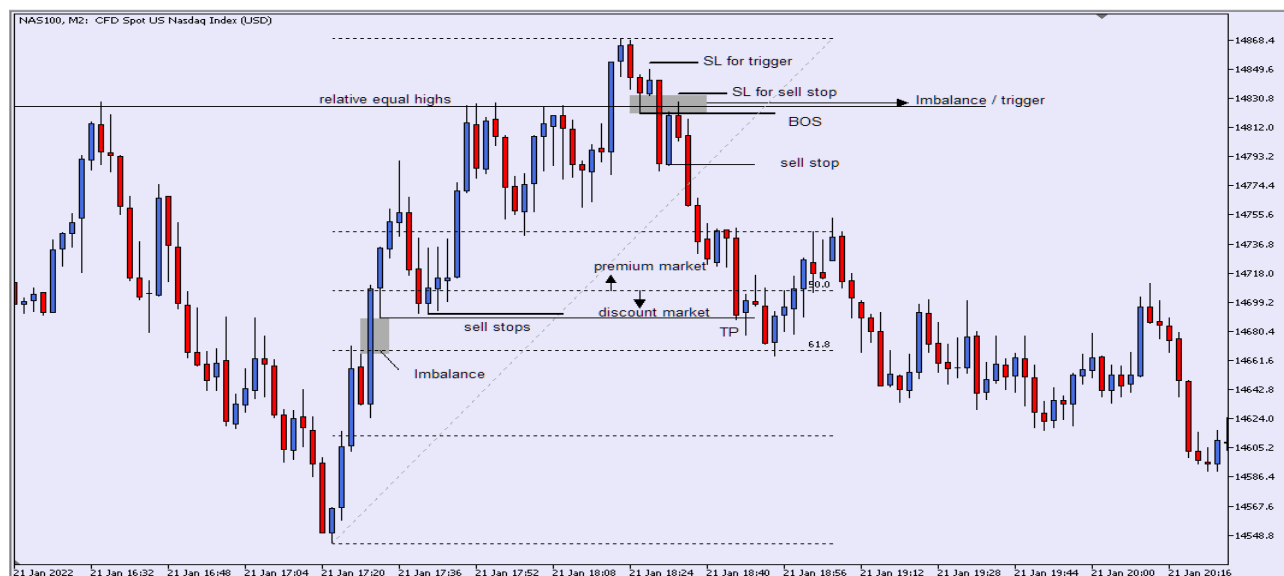 NAS100, M2: CFD Spot US Nasdaq Index (USD)
14868.4
SL for trigger
14849.6
SL for sell stop
relative equal highs
Imbalance / trigger
14830.8
BOS
14812.0
sell stop
14793.2
14774.4
14755.6
14736.8
premium market
14718.0
50.0
discount market
14699.2
sell stops
TP
14680.4
61.8
14661.6
Imbalance
14642.8
14624.0
14605.2
14586.4
14567.6
14548.8
21 Jan 2022
21 Jan 16:32
21 Jan 16:48
21 Jan 17:04
21 Jan 17:20
21 Jan 17:36
21 Jan 17:52
21 Jan 18:08
21 Jan 18:24
21 Jan 18:40
21 Jan 18:56
21 Jan 19:12
21 Jan 19:28
21 Jan 19:44
21 Jan 20:00
21 Jan 20:16